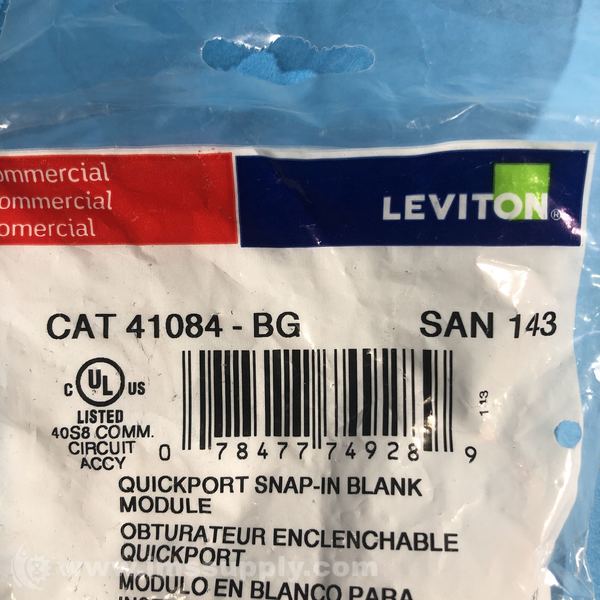 ommercial
ommercial
omercial
LEVITON®
CAT 41084 - BG
SAN 143
C UL US
LISTED
40S8 COMM.
CIRCUIT
ACCY
0 78477 74928 9
1 13
QUICKPORT SNAP-IN BLANK
MODULE
OBTURATEUR ENCLENCHABLE
QUICKPORT
MODULO EN BLANCO PARA